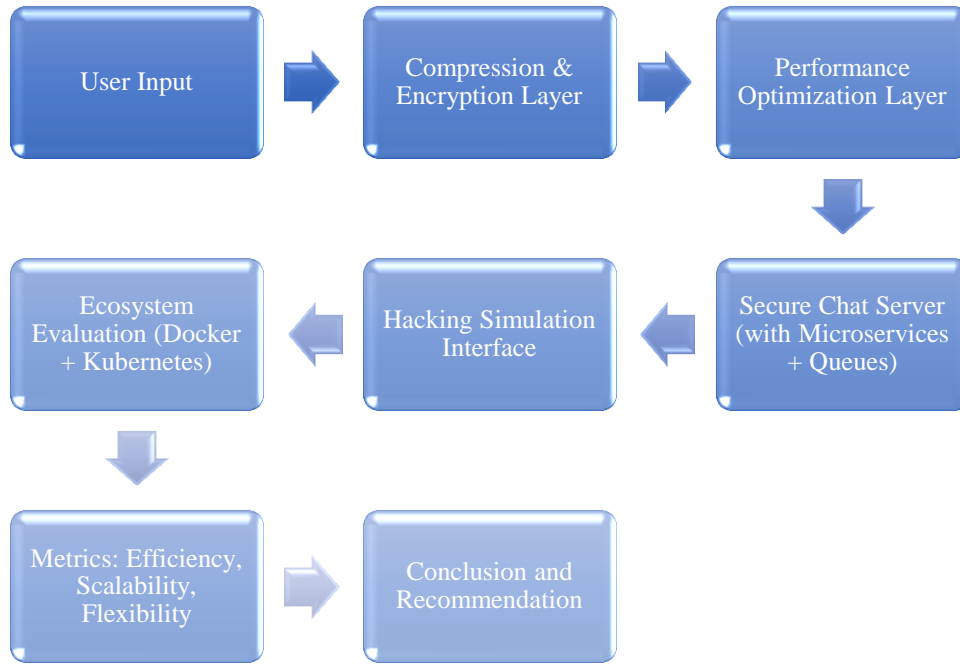 User Input
Compression &
Encryption Layer
Performance
Optimization Layer
Secure Chat Server
(with Microservices
+ Queues)
Hacking Simulation
Interface
Ecosystem
Evaluation (Docker
+ Kubernetes)
Metrics: Efficiency,
Scalability,
Flexibility
Conclusion and
Recommendation